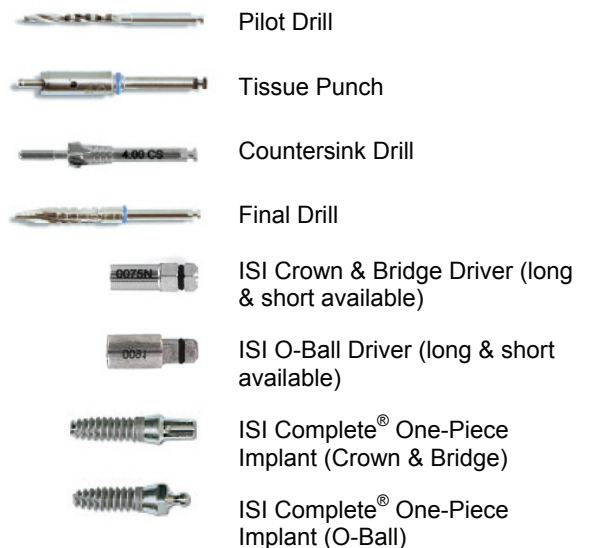 Pilot Drill
Tissue Punch
4.00 CS
Countersink Drill
Final Drill
0075N
ISI Crown & Bridge Driver (long
& short available)
0081
ISI O-Ball Driver (long & short
available)
ISI Complete® One-Piece
Implant (Crown & Bridge)
ISI Complete® One-Piece
Implant (O-Ball)